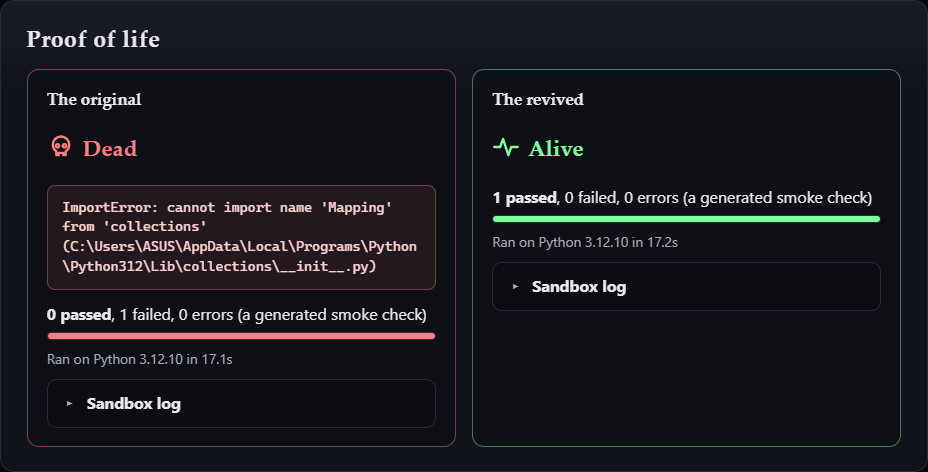 Proof of life
The original
Dead
ImportError: cannot import name 'Mapping'
from 'collections'
(C:\Users\ASUS\AppData\Local\Programs\Python
\Python312\Lib\collections\__init__.py)
0 passed, 1 failed, 0 errors (a generated smoke check)
Ran on Python 3.12.10 in 17.1s
Sandbox log
The revived
Alive
1 passed, 0 failed, 0 errors (a generated smoke check)
Ran on Python 3.12.10 in 17.2s
Sandbox log